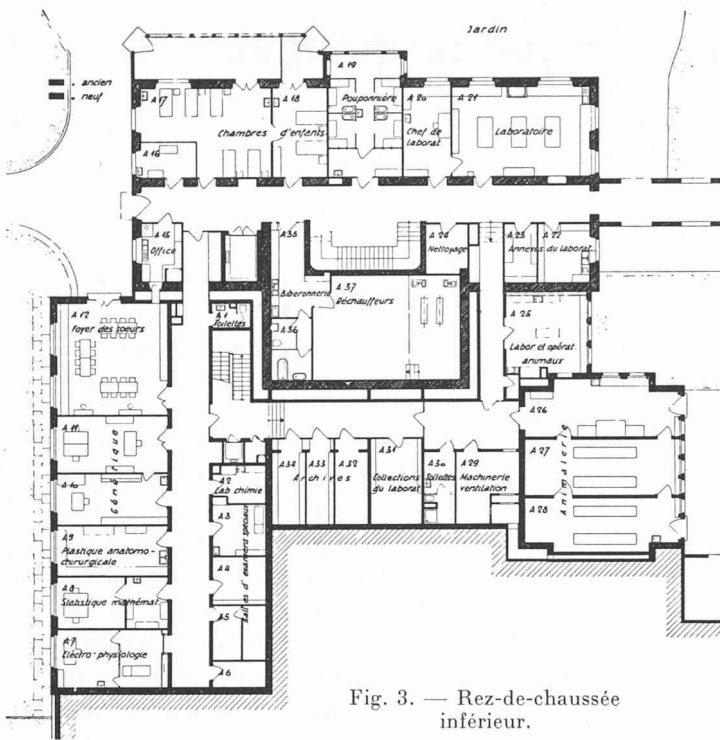 Jardin
ancien
neuf
A 19
A 17
A 18
Pouponnière
A 20
A 21
Chambres d'enfants
Chef de
laborat
Laboratoire
A 16
A 15
Office
A 35
A 24
Nettoyage
A 23
A 22
Annexes du laborat
Biberonnerie
A 37
Réchauffeurs
A 36
A 12
Foyer des soeurs
A 1
Toilettes
A 25
Labor et opérat.
animaux
A 11
A 10
Générique
A 26
A 27
A 28
Animalerie
A 34
A 33
A 32
Archives
A 31
Collections
du laborat
A 30
Toilettes
A 29
Machinerie
ventilation
A 2
Lab chimie
A 3
A 4
A 5
A 6
Salles d'examens spéciaux
A 9
Plastique anatomo-
chirurgicale
A 8
Statistique mathémat.
A 7
Electro-physiologie
Fig. 3. — Rez-de-chaussée
inférieur.